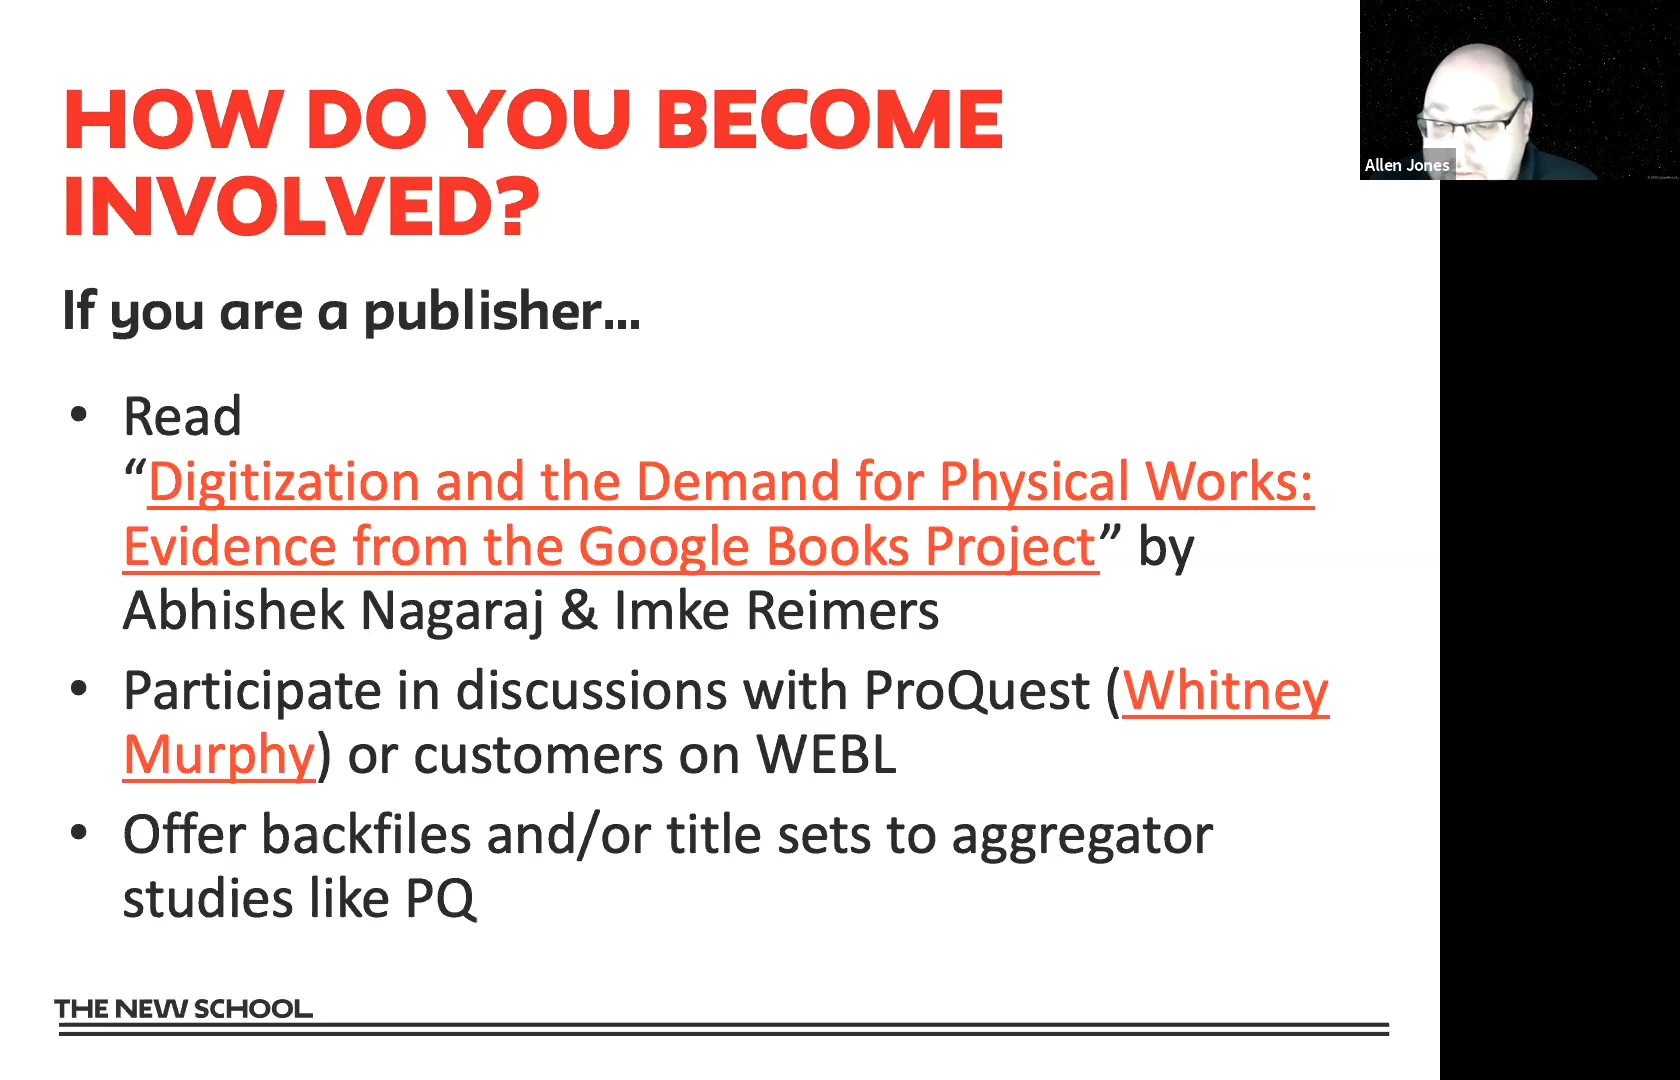 HOW DO YOU BECOME
INVOLVED?
If you are a publisher...
• Read
“Digitization and the Demand for Physical Works:
Evidence from the Google Books Project” by
Abhishek Nagaraj & Imke Reimers
• Participate in discussions with ProQuest (Whitney
Murphy) or customers on WEBL
• Offer backfiles and/or title sets to aggregator
studies like PQ
THE NEW SCHOOL
Allen Jones